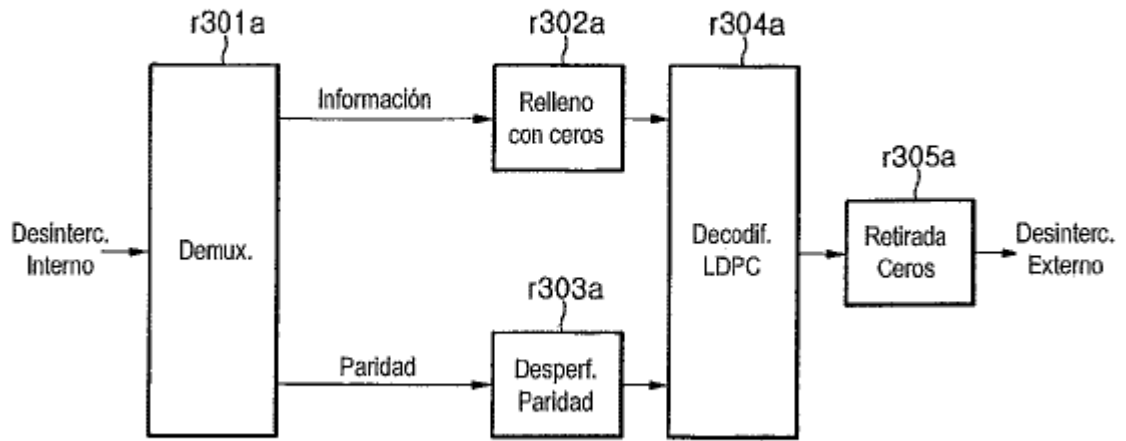 r301a
r302a
r304a
Información
Relleno
con ceros
r305a
Desinterc.
Interno
Demux.
Decodif.
LDPC
Retirada
Ceros
Desinterc.
Externo
r303a
Paridad
Desperf.
Paridad